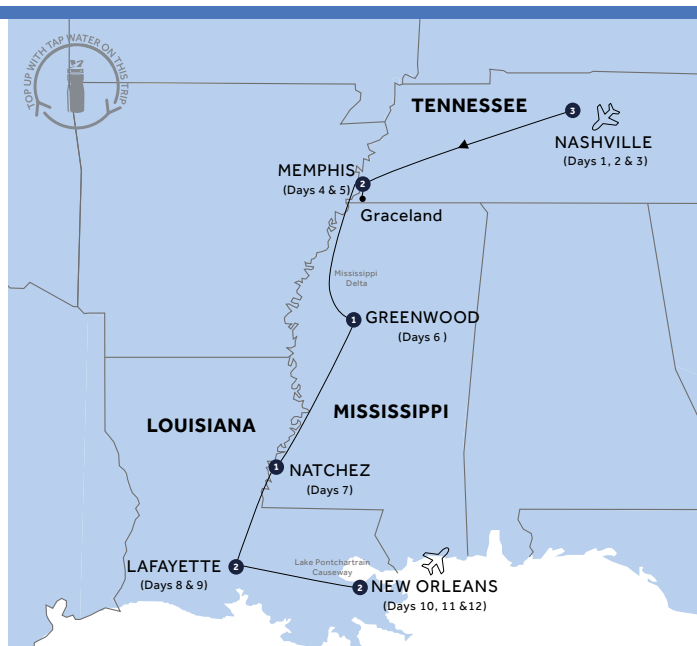 TOP UP WITH TAP WATER ON THIS TRIP
TENNESSEE
3
NASHVILLE
(Days 1, 2 & 3)
MEMPHIS
2
(Days 4 & 5)
Graceland
Mississippi
Delta
1
GREENWOOD
(Days 6 )
LOUISIANA
MISSISSIPPI
1
NATCHEZ
(Days 7)
LAFAYETTE
2
(Days 8 & 9)
Lake Pontchartrain
Causeway
2
NEW ORLEANS
(Days 10, 11 &12)